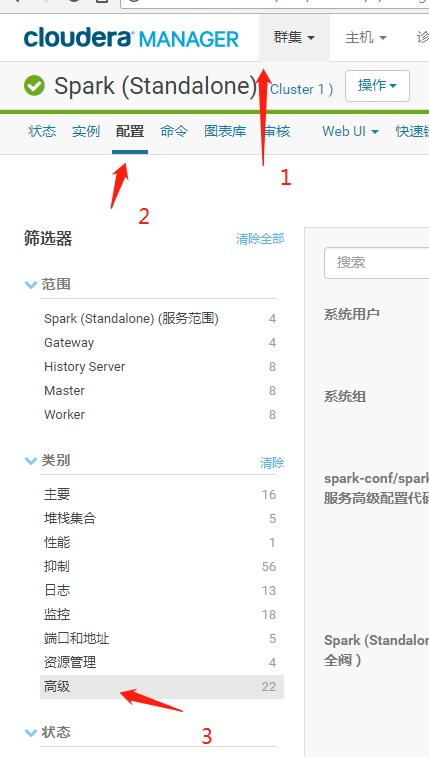 cloudera MANAGER 群集 主机 诊
Spark (Standalone) Cluster 1 ) 操作
状态 实例 配置 命令 图表库 审核 Web UI 快速链
1
2
筛选器 清除全部
搜索
范围
Spark (Standalone) (服务范围) 4
系统用户
Gateway 4
History Server 8
Master 8
系统组
Worker 8
类别 清除
spark-conf/spark
主要 16
服务高级配置代码
堆栈集合 5
性能 1
抑制 56
日志 13
监控 18
端口和地址 5
Spark (Standalon
资源管理 4
全阀 )
高级 22
3
状态